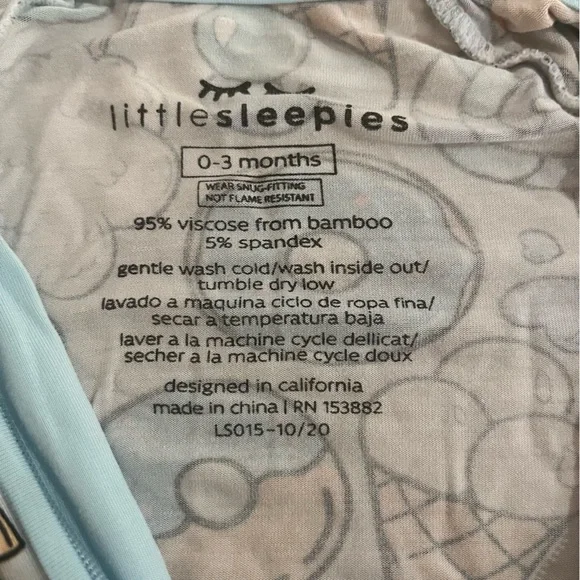 littlesleepies
0-3 months
WEAR SNUG-FITTING
NOT FLAME RESISTANT
95% viscose from bamboo
5% spandex
gentle wash cold/wash inside out/
tumble dry low
lavado a maquina ciclo de ropa fina/
secar a temperatura baja
laver a la machine cycle dellicat/
secher a la machine cycle doux
designed in california
made in china | RN 153882
LS015-10/20